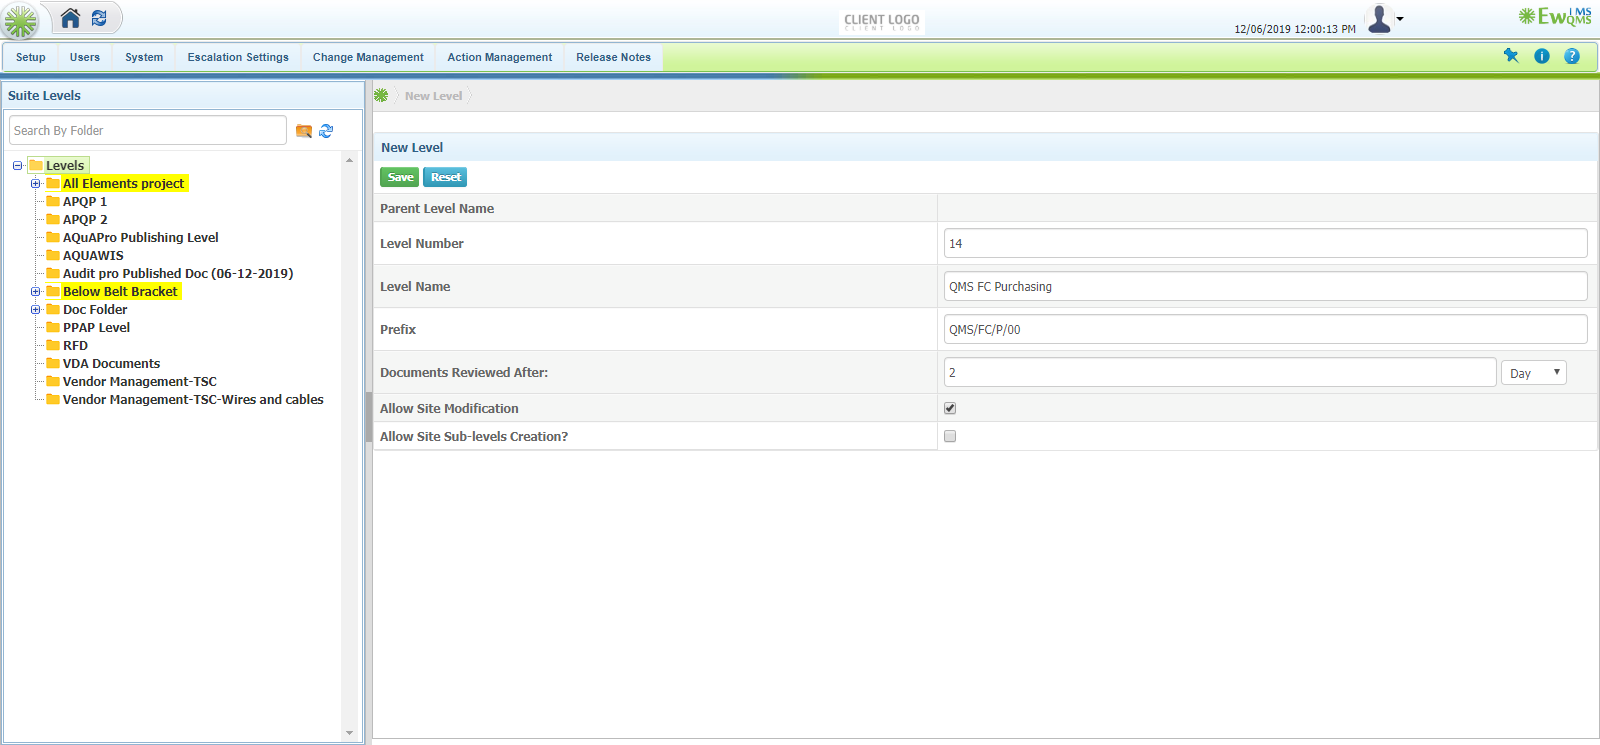 CLIENT LOGO
CLIENT LOGO
12/06/2019 12:00:13 PM
EwQMS IMS
Setup Users System Escalation Settings Change Management Action Management Release Notes
Suite Levels
Search By Folder
Levels
All Elements project
APQP 1
APQP 2
AQuAPro Publishing Level
AQUAWIS
Audit pro Published Doc (06-12-2019)
Below Belt Bracket
Doc Folder
PPAP Level
RFD
VDA Documents
Vendor Management-TSC
Vendor Management-TSC-Wires and cables
New Level
New Level
Save Reset
Parent Level Name
Level Number 14
Level Name QMS FC Purchasing
Prefix QMS/FC/P/00
Documents Reviewed After: 2 Day
Allow Site Modification
Allow Site Sub-levels Creation?